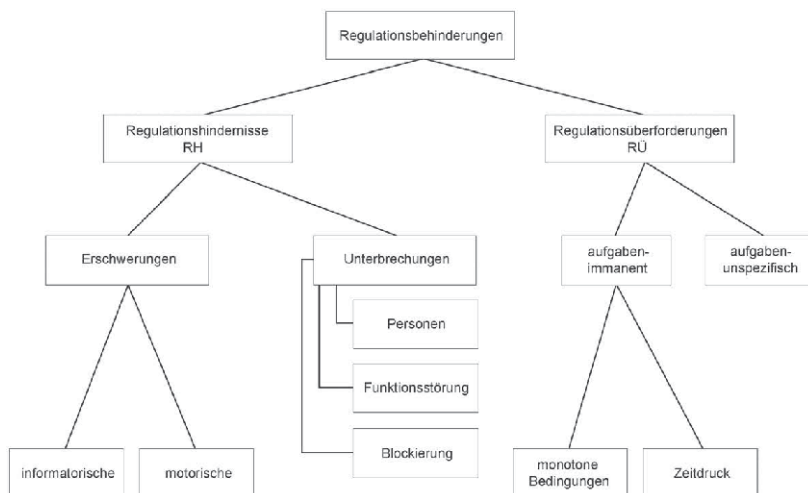 Regulationsbehinderungen
Regulationshindernisse
RH
Regulationsüberforderungen
RÜ
Erschwerungen
Unterbrechungen
aufgaben-
immanent
aufgaben-
unspezifisch
Personen
Funktionsstörung
Blockierung
informatorische
motorische
monotone
Bedingungen
Zeitdruck